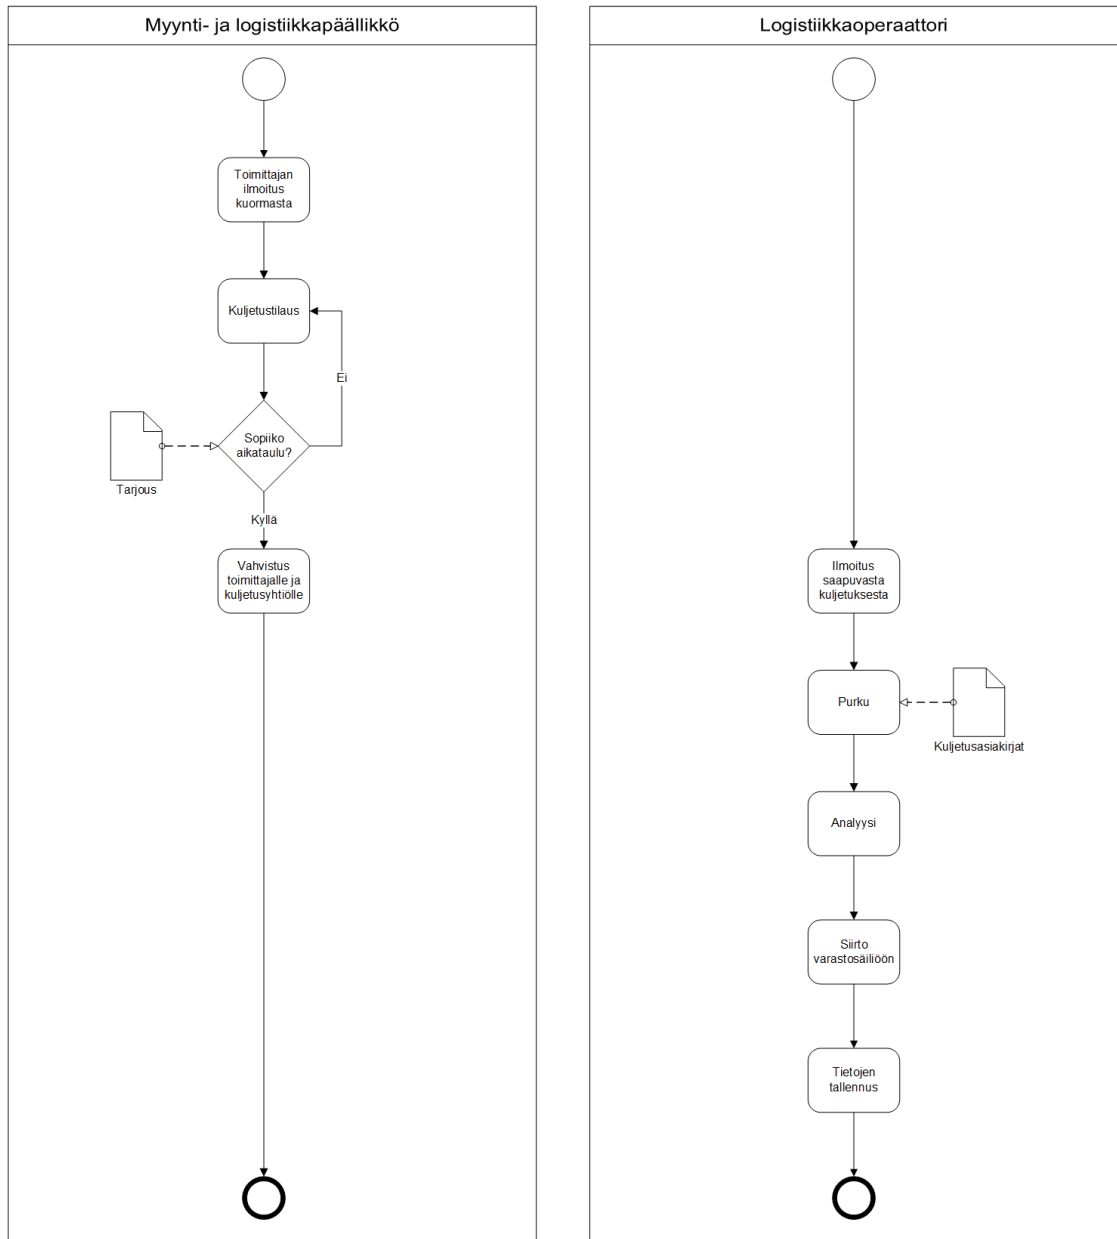 Myynti- ja logistiikkapäällikkö
Toimittajan
ilmoitus
kuormasta
Kuljetustilaus
Ei
Sopiiko
aikataulu?
Tarjous
Kyllä
Vahvistus
toimittajalle ja
kuljetusyhtiölle
Logistiikkaoperaattori
Ilmoitus
saapuvasta
kuljetuksesta
Purku
Kuljetusasiakirjat
Analyysi
Siirto
varastosäiliöön
Tietojen
tallennus